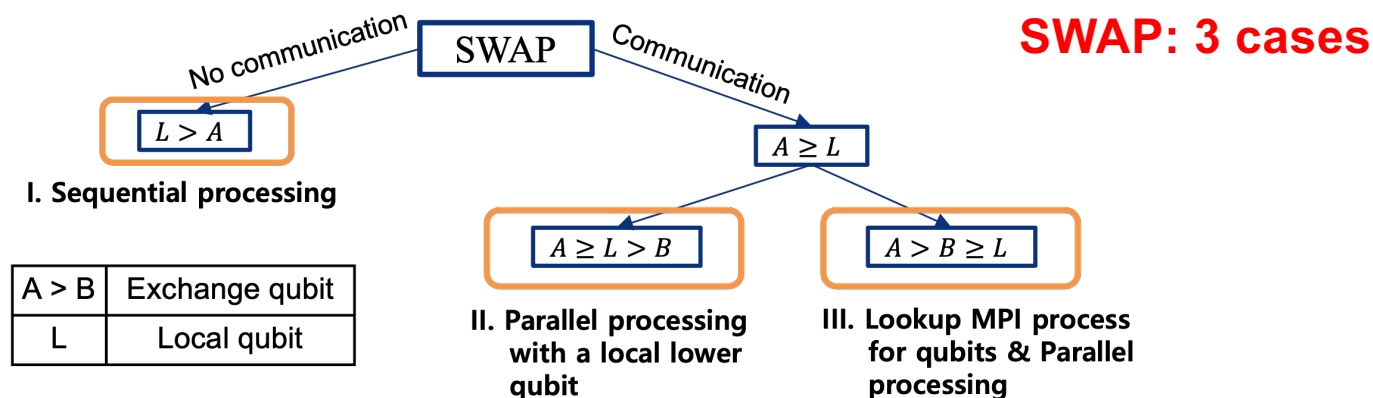 SWAP: 3 cases
SWAP
No communication
Communication
L > A
A ≥ L
I. Sequential processing
A ≥ L > B
A > B ≥ L
A > B Exchange qubit
L Local qubit
II. Parallel processing
with a local lower
qubit
III. Lookup MPI process
for qubits & Parallel
processing